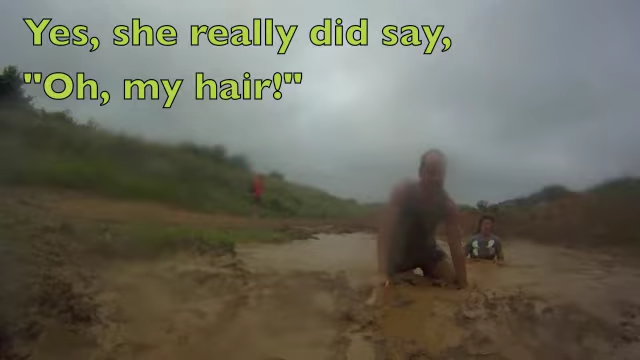 Yes, she really did say,
"Oh, my hair!"